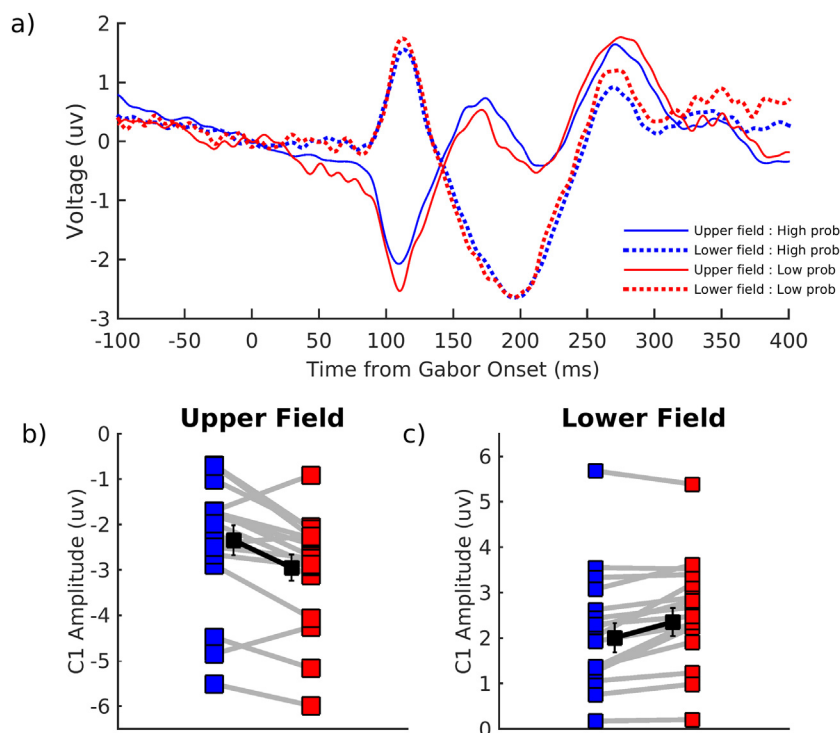 a)
2
1
0
-1
-2
-3
Voltage (uv)
Upper field : High prob
Lower field : High prob
Upper field : Low prob
Lower field : Low prob
-100 -50 0 50 100 150 200 250 300 350 400
Time from Gabor Onset (ms)
b)
Upper Field
0
-1
-2
-3
-4
-5
-6
C1 Amplitude (uv)
c)
Lower Field
6
5
4
3
2
1
0
C1 Amplitude (uv)